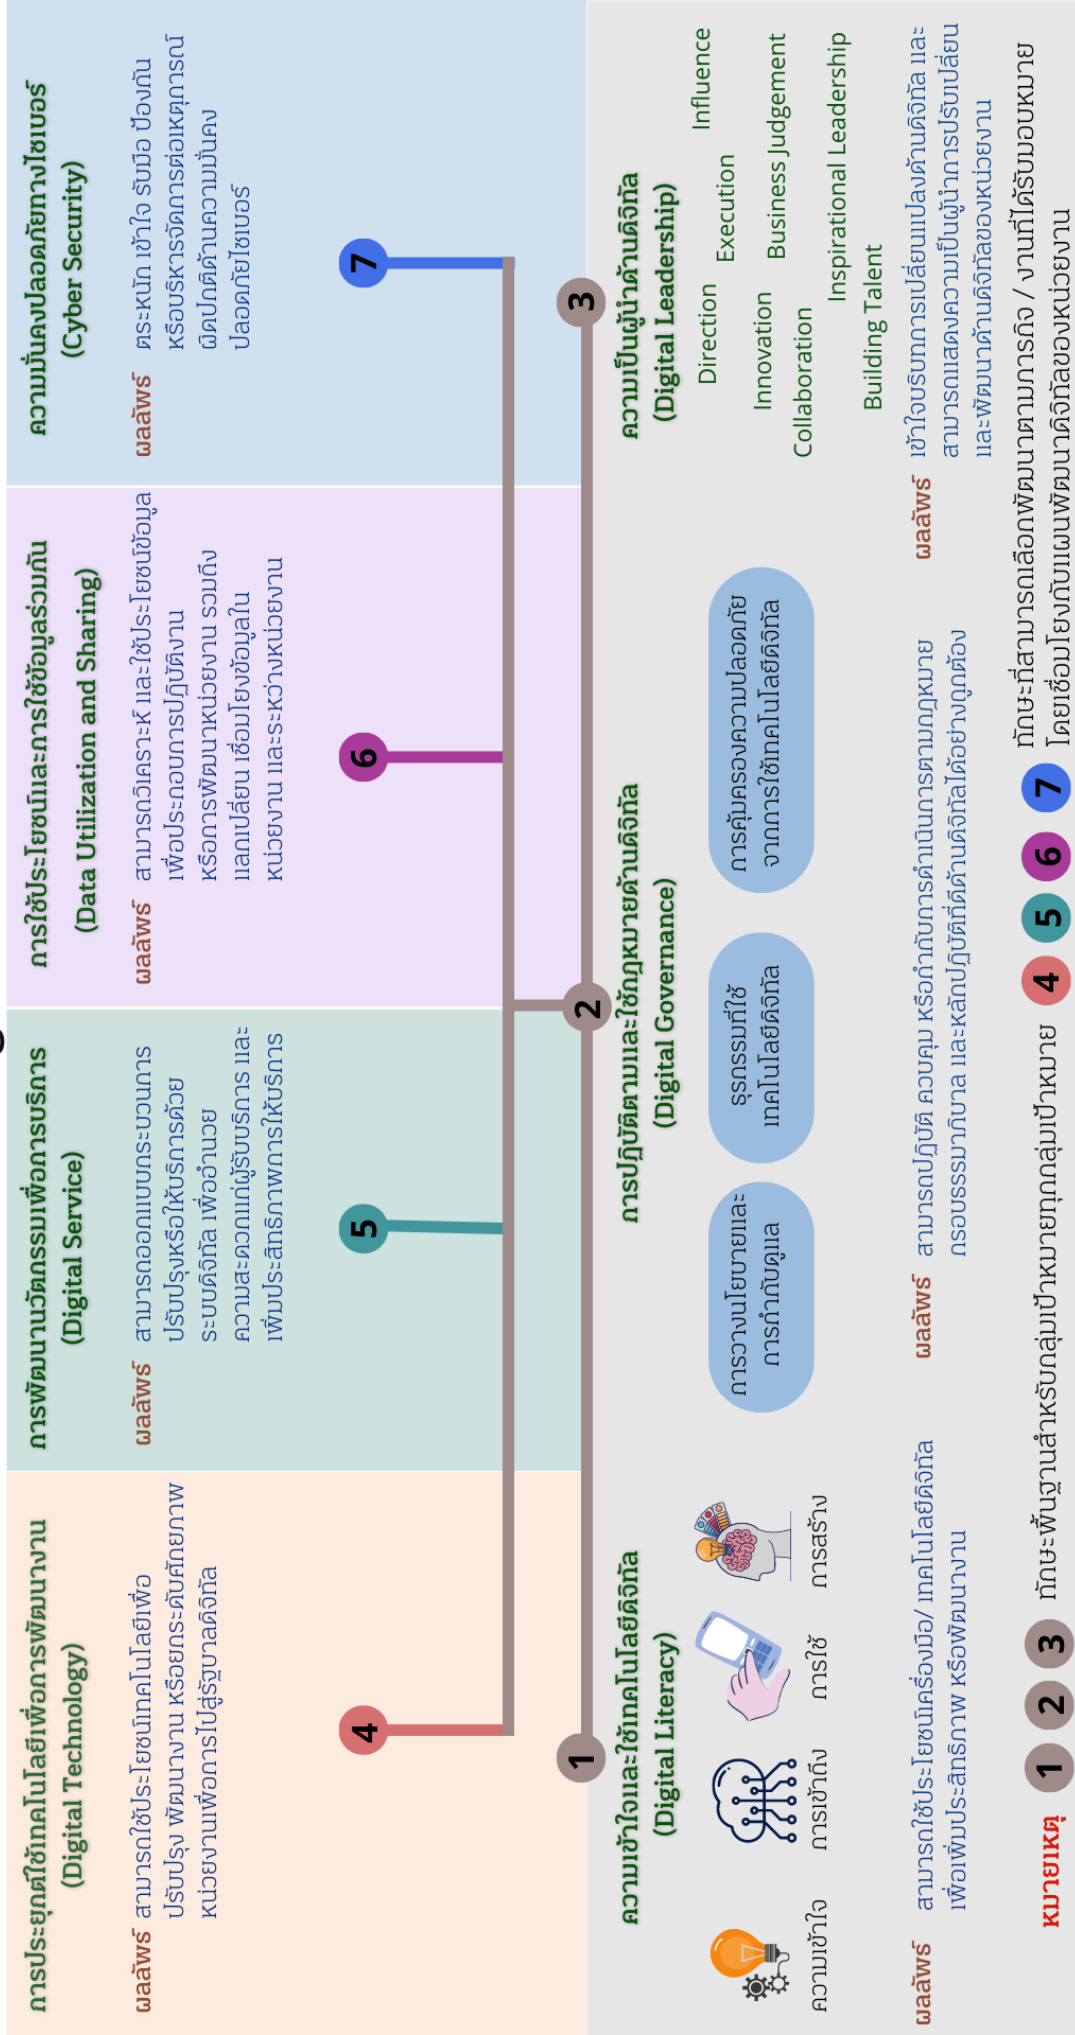 การประยุกต์ใช้เทคโนโลยีเพื่อการพัฒนางาน
(Digital Technology)
ผลลัพธ์ สามารถใช้ประโยชน์เทคโนโลยีเพื่อ
ปรับปรุง พัฒนางาน หรือยกระดับศักยภาพ
หน่วยงานเพื่อการไปสู่รัฐบาลดิจิทัล
4
การพัฒนานวัตกรรมเพื่อการบริการ
(Digital Service)
ผลลัพธ์ สามารถออกแบบกระบวนการ
ปรับปรุงหรือให้บริการด้วย
ระบบดิจิทัล เพื่ออำนวย
ความสะดวกแก่ผู้รับบริการ และ
เพิ่มประสิทธิภาพการให้บริการ
5
การใช้ประโยชน์และการใช้ข้อมูลร่วมกัน
(Data Utilization and Sharing)
ผลลัพธ์ สามารถวิเคราะห์ และใช้ประโยชน์ข้อมูล
เพื่อประกอบการปฏิบัติงาน
หรือการพัฒนาหน่วยงาน รวมถึง
แลกเปลี่ยน เชื่อมโยงข้อมูลใน
หน่วยงาน และระหว่างหน่วยงาน
6
ความมั่นคงปลอดภัยทางไซเบอร์
(Cyber Security)
ผลลัพธ์ ตระหนัก เข้าใจ รับมือ ป้องกัน
หรือบริหารจัดการต่อเหตุการณ์
ผิดปกติด้านความมั่นคง
ปลอดภัยไซเบอร์
7
1
ความเข้าใจและใช้เทคโนโลยีดิจิทัล
(Digital Literacy)
ความเข้าใจ การเข้าถึง การใช้ การสร้าง
ผลลัพธ์ สามารถใช้ประโยชน์เครื่องมือ/ เทคโนโลยีดิจิทัล
เพื่อเพิ่มประสิทธิภาพ หรือพัฒนางาน
2
การปฏิบัติตามและใช้กฎหมายด้านดิจิทัล
(Digital Governance)
การวางนโยบายและ
การกำกับดูแล
ธุรกรรมที่ใช้
เทคโนโลยีดิจิทัล
การคุ้มครองความปลอดภัย
จากการใช้เทคโนโลยีดิจิทัล
ผลลัพธ์ สามารถปฏิบัติ ควบคุม หรือกำกับการดำเนินการตามกฎหมาย
กรอบธรรมาภิบาล และหลักปฏิบัติที่ดีด้านดิจิทัลได้อย่างถูกต้อง
3
ความเป็นผู้นำด้านดิจิทัล
(Digital Leadership)
Direction Influence
Execution
Innovation Business Judgement
Collaboration
Inspirational Leadership
Building Talent
ผลลัพธ์ เข้าใจบริบทการเปลี่ยนแปลงด้านดิจิทัล และ
สามารถแสดงความเป็นผู้นำการปรับเปลี่ยน
และพัฒนาด้านดิจิทัลของหน่วยงาน
หมายเหตุ 1 2 3 ทักษะพื้นฐานสำหรับกลุ่มเป้าหมายทุกกลุ่มเป้าหมาย 4 5 6 7 ทักษะที่สามารถเลือกพัฒนาตามภารกิจ / งานที่ได้รับมอบหมาย
โดยเชื่อมโยงกับแผนพัฒนาดิจิทัลของหน่วยงาน